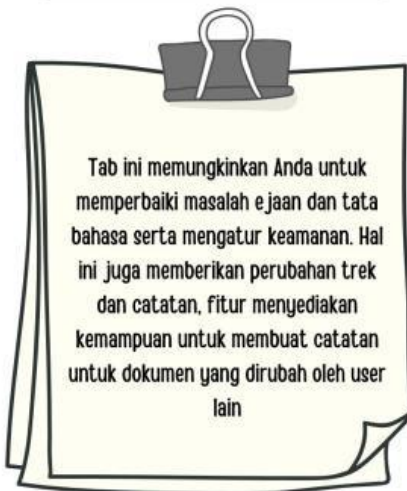 Tab ini memungkinkan Anda untuk
memperbaiki masalah ejaan dan tata
bahasa serta mengatur keamanan. Hal
ini juga memberikan perubahan trek
dan catatan, fitur menyediakan
kemampuan untuk membuat catatan
untuk dokumen yang dirubah oleh user
lain